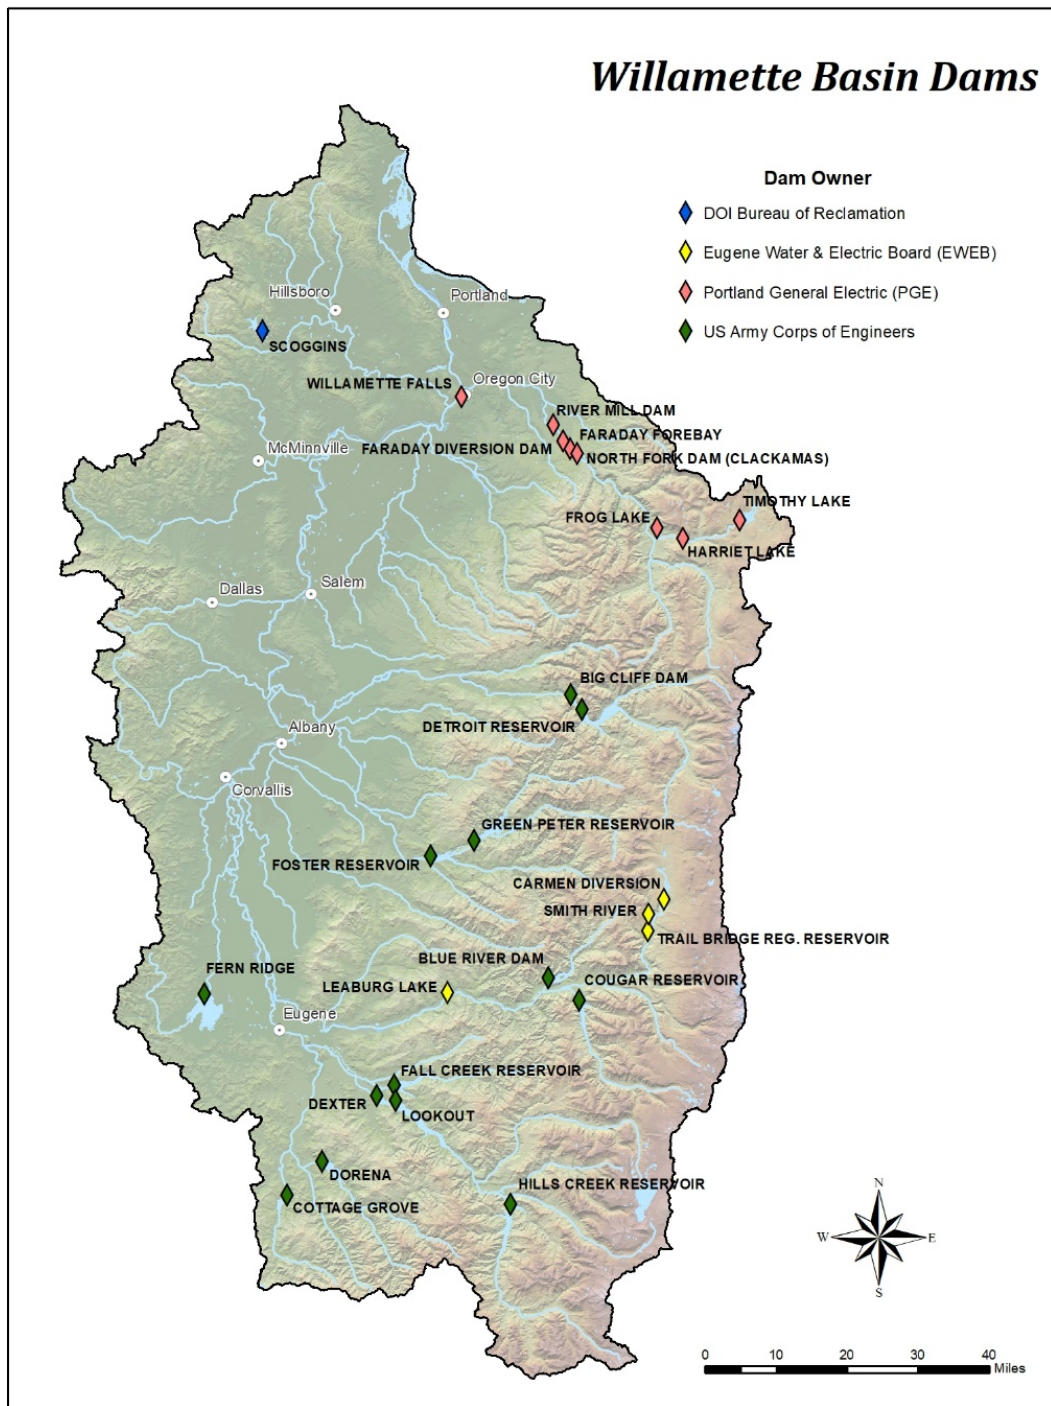 Willamette Basin Dams
Dam Owner
DOI Bureau of Reclamation
Eugene Water & Electric Board (EWEB)
Portland General Electric (PGE)
US Army Corps of Engineers
Hillsboro
Portland
SCOGGINS
WILLAMETTE FALLS
Oregon City
RIVER MILL DAM
FARADAY FOREBAY
FARADAY DIVERSION DAM
NORTH FORK DAM (CLACKAMAS)
McMinnville
TIMOTHY LAKE
FROG LAKE
HARRIET LAKE
Dallas
Salem
BIG CLIFF DAM
DETROIT RESERVOIR
Albany
Corvallis
GREEN PETER RESERVOIR
FOSTER RESERVOIR
CARMEN DIVERSION
SMITH RIVER
TRAIL BRIDGE REG. RESERVOIR
BLUE RIVER DAM
COUGAR RESERVOIR
FERN RIDGE
LEABURG LAKE
Eugene
FALL CREEK RESERVOIR
DEXTER
LOOKOUT
DORENA
HILLS CREEK RESERVOIR
COTTAGE GROVE
N
W
E
S
0 10 20 30 40
Miles